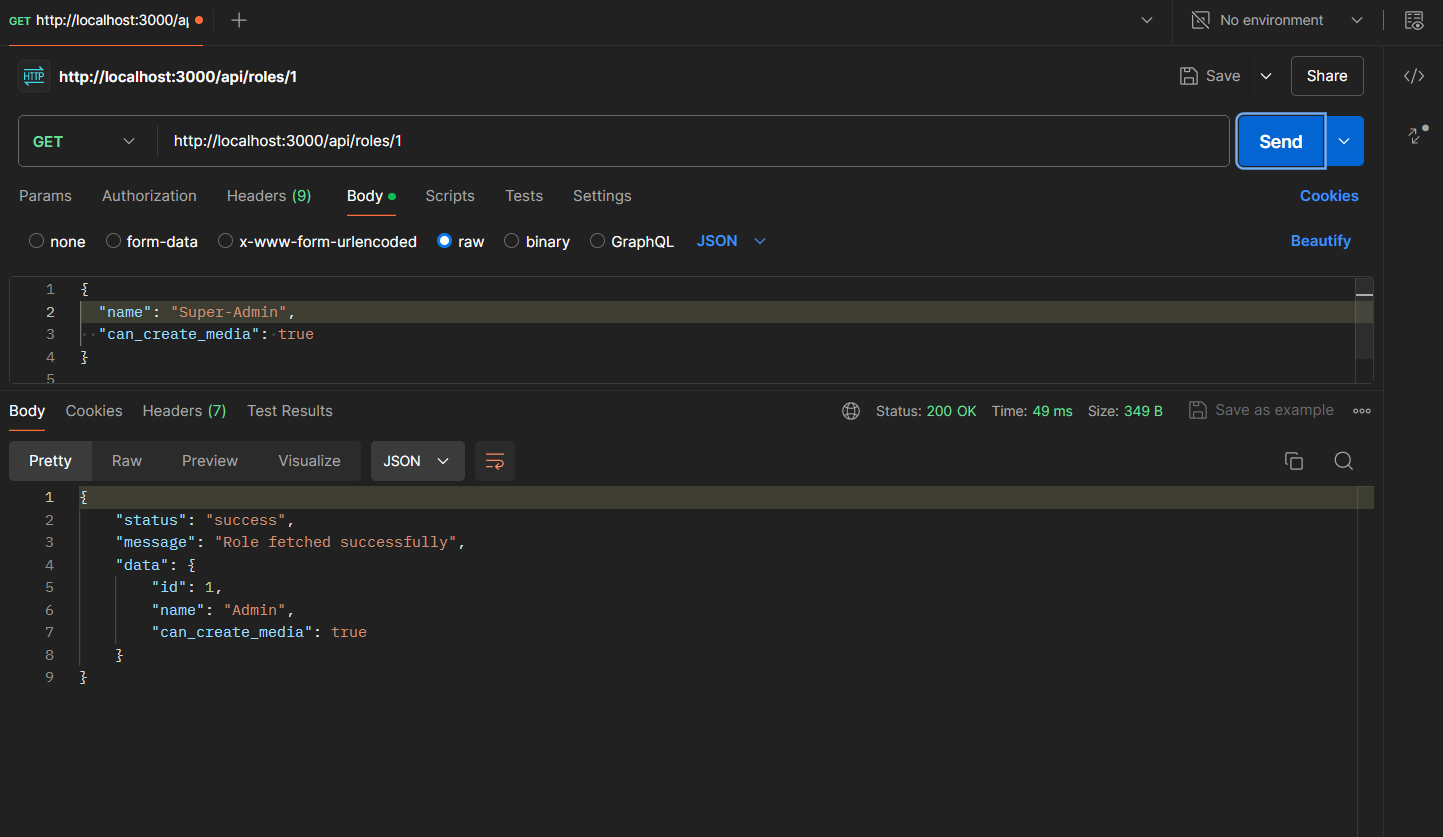 GET http://localhost:3000/a
No environment
HTTP http://localhost:3000/api/roles/1
Save
Share
GET
http://localhost:3000/api/roles/1
Send
Params Authorization Headers (9) Body Scripts Tests Settings Cookies
none form-data x-www-form-urlencoded raw binary GraphQL JSON Beautify
1 {
2 "name": "Super-Admin",
3 "can_create_media": true
4 }
5
Body Cookies Headers (7) Test Results Status: 200 OK Time: 49 ms Size: 349 B Save as example
Pretty Raw Preview Visualize JSON
1 {
2 "status": "success",
3 "message": "Role fetched successfully",
4 "data": {
5 "id": 1,
6 "name": "Admin",
7 "can_create_media": true
8 }
9 }